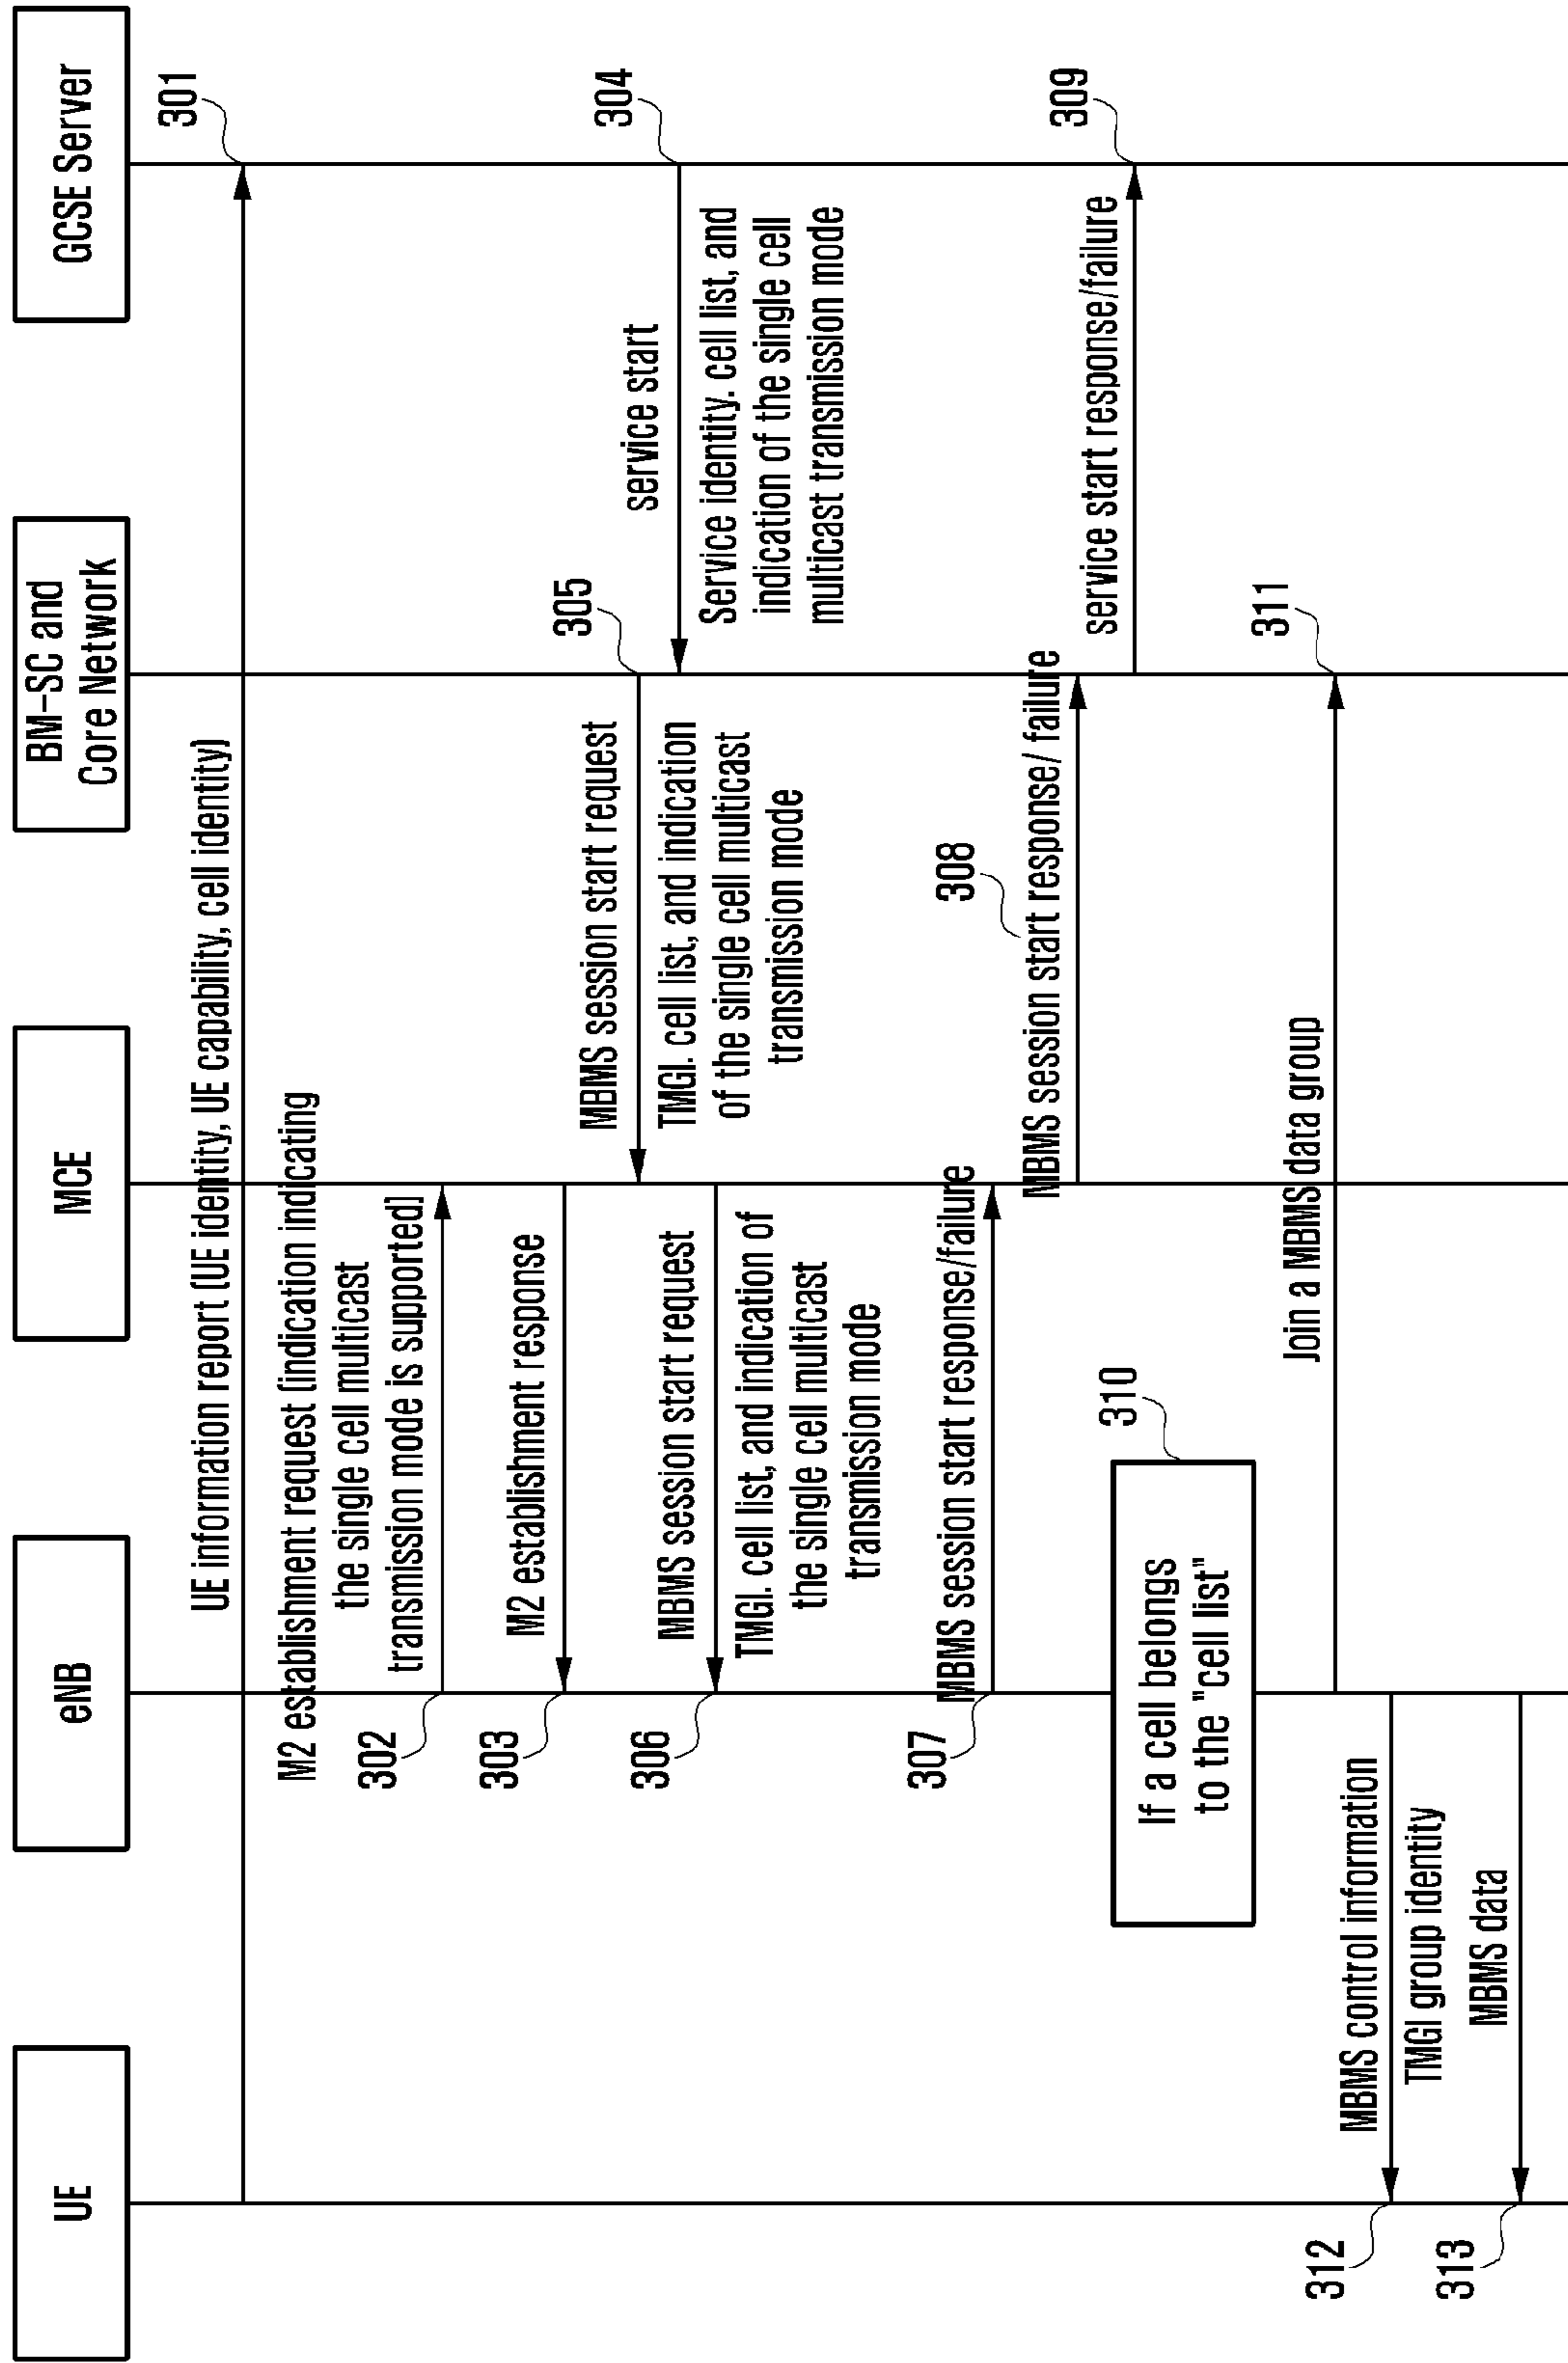 UE
eNB
MCE
BM-SC and
Core Network
GCSE Server
UE information report (UE identity, UE capability, cell identity)
301
M2 establishment request (indication indicating
the single cell multicast
transmission mode is supported)
302
M2 establishment response
303
service start
304
Service identity. cell list, and
indication of the single cell
multicast transmission mode
305
MBMS session start request
TMGI. cell list, and indication
of the single cell multicast
transmission mode
MBMS session start request
306
TMGI. cell list, and indication of
the single cell multicast
transmission mode
MBMS session start response/failure
307
308
MBMS session start response/ failure
service start response/failure
309
310
If a cell belongs
to the "cell list"
Join a MBMS data group
311
MBMS control information
312
TMGI group identity
MBMS data
313